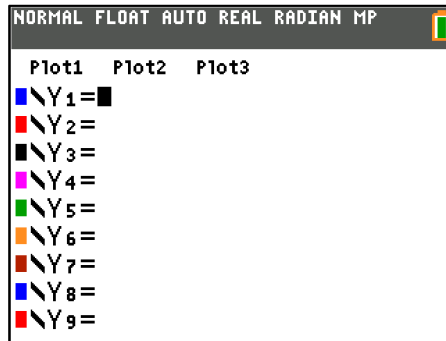 NORMAL FLOAT AUTO REAL RADIAN MP
Plot1 Plot2 Plot3
\Y1=
\Y2=
\Y3=
\Y4=
\Y5=
\Y6=
\Y7=
\Y8=
\Y9=